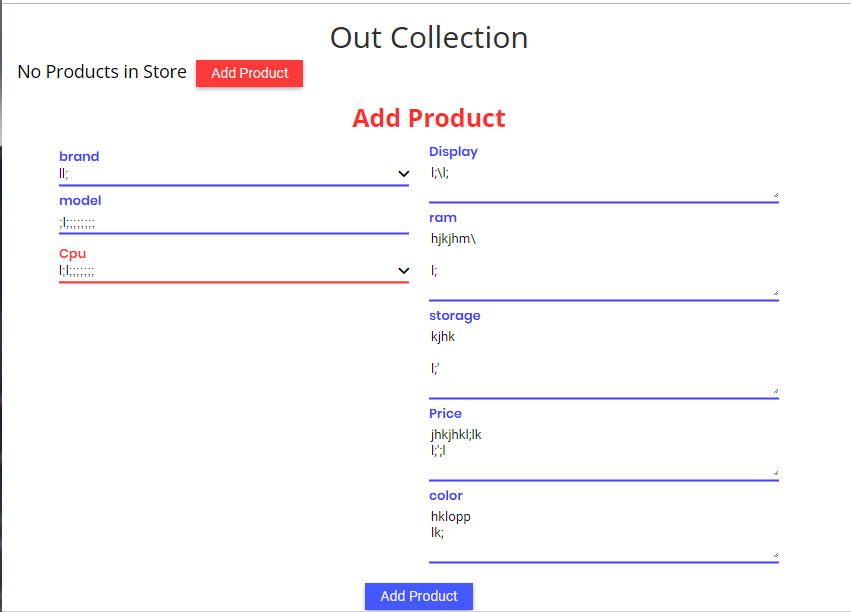 Out Collection
No Products in Store Add Product
Add Product
brand
ll;
model
;l;;;;;;;;
Cpu
l;l;;;;;;;
Display
l;\l;
ram
hjkjhm\
l;
storage
kjhk
l;'
Price
jhkjhkl;lk
l;';l
color
hklopp
lk;
Add Product